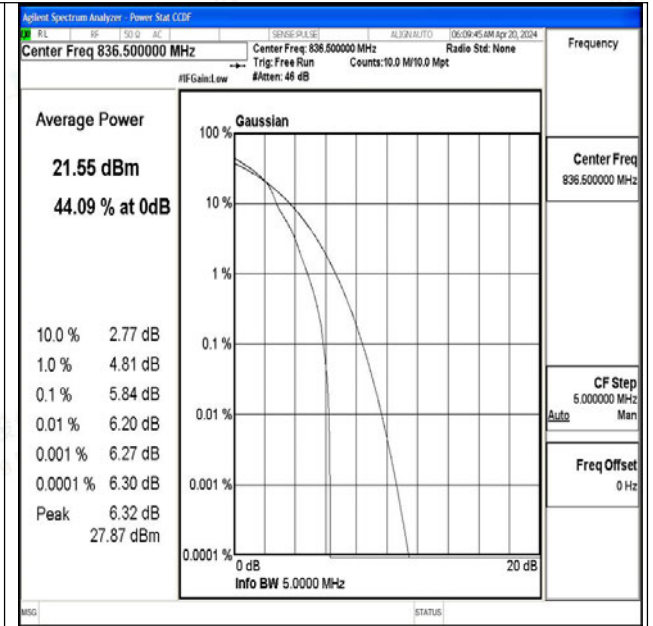 Agilent Spectrum Analyzer - Power Stat CCDF
RL RF 50 Ω AC SENSE:PULSE ALIGN AUTO 06:09:45 AM Apr 20, 2024
Center Freq 836.500000 MHz
Center Freq: 836.500000 MHz Radio Std: None
Trig: Free Run Counts:10.0 M/10.0 Mpt
#IFGain:Low #Atten: 46 dB
Frequency
Average Power
21.55 dBm
44.09 % at 0dB
10.0 % 2.77 dB
1.0 % 4.81 dB
0.1 % 5.84 dB
0.01 % 6.20 dB
0.001 % 6.27 dB
0.0001 % 6.30 dB
Peak 6.32 dB
27.87 dBm
Gaussian
100 %
10 %
1 %
0.1 %
0.01 %
0.001 %
0.0001 %
0 dB 20 dB
Info BW 5.0000 MHz
Center Freq
836.500000 MHz
CF Step
5.000000 MHz
Auto Man
Freq Offset
0 Hz
MSG STATUS